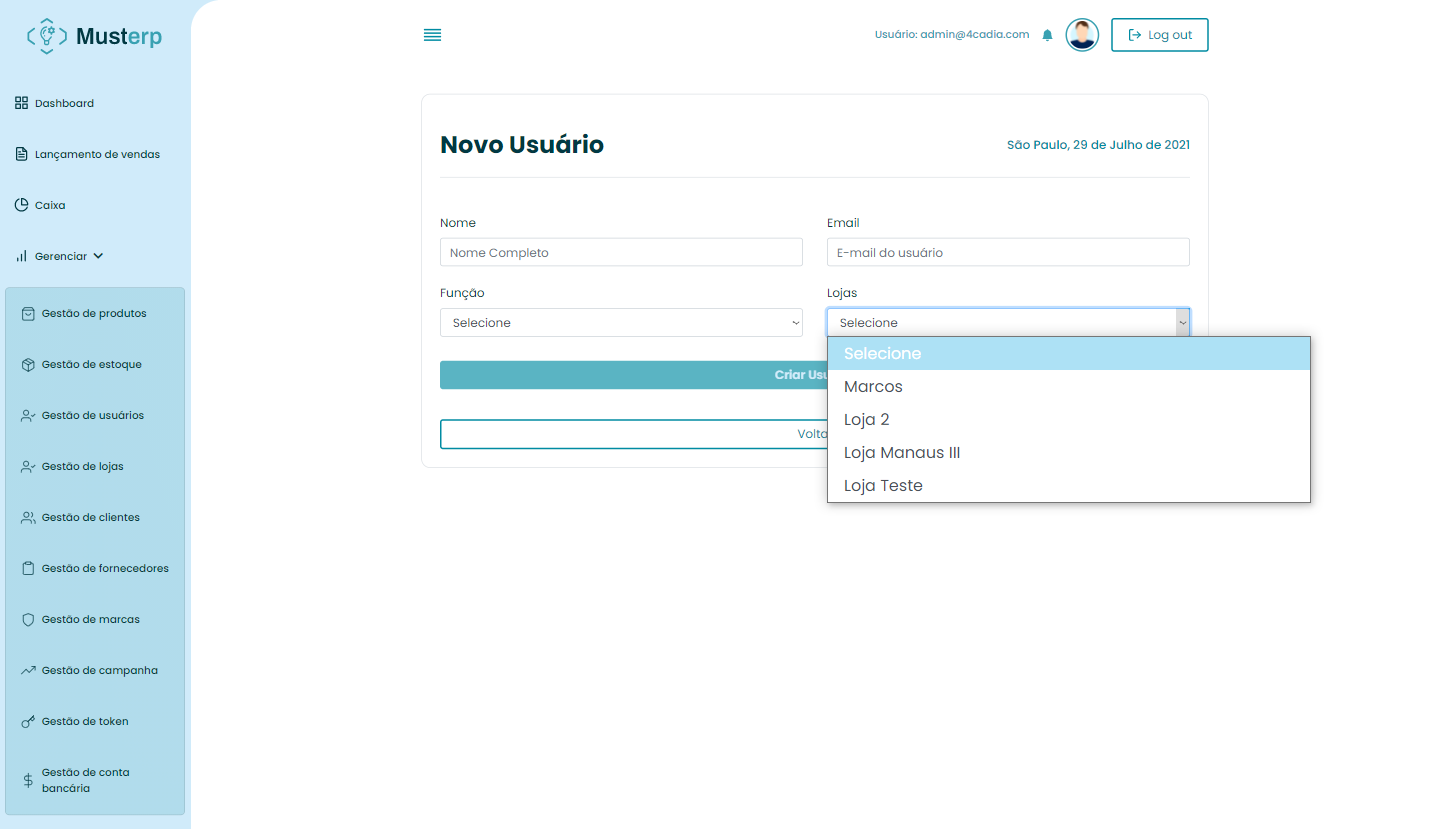 Musterp
Usuário: admin@4cadia.com
Log out
Dashboard
Lançamento de vendas
Caixa
Gerenciar
Gestão de produtos
Gestão de estoque
Gestão de usuários
Gestão de lojas
Gestão de clientes
Gestão de fornecedores
Gestão de marcas
Gestão de campanha
Gestão de token
Gestão de conta
bancária
Novo Usuário
São Paulo, 29 de Julho de 2021
Nome
Email
Nome Completo
E-mail do usuário
Função
Lojas
Selecione
Selecione
Selecione
Marcos
Loja 2
Loja Manaus III
Loja Teste
Criar Usu
Volta